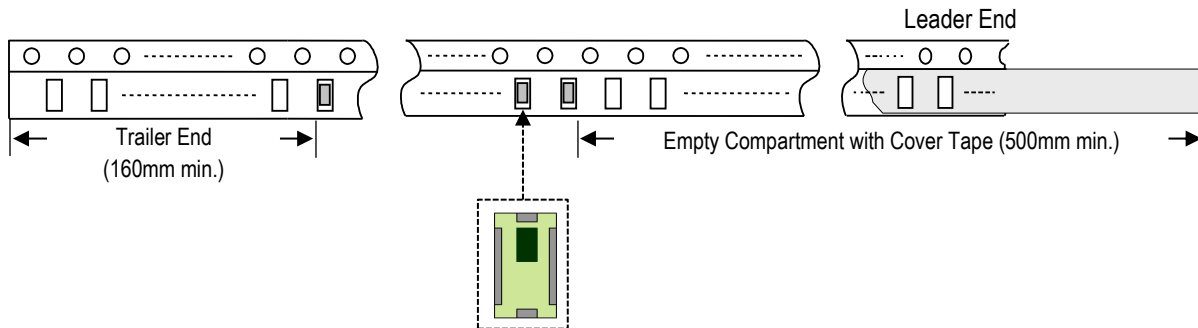 Leader End
Trailer End
(160mm min.)
Empty Compartment with Cover Tape (500mm min.)